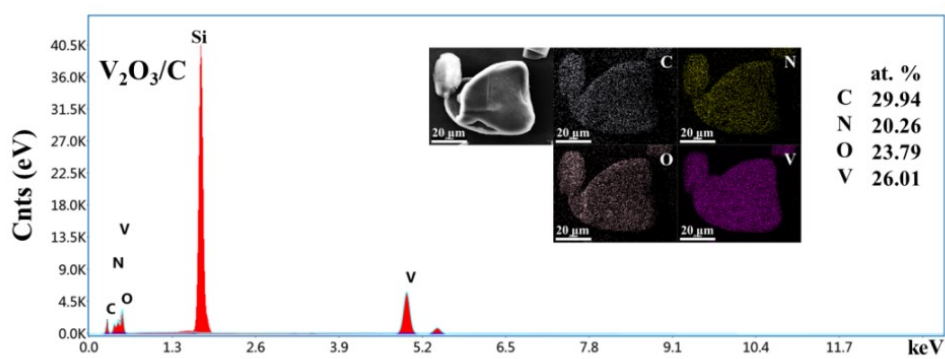 V₂O₃/C
Si
Cnts (eV)
40.5K
36.0K
31.5K
27.0K
22.5K
18.0K
13.5K
9.0K
4.5K
0.0K
V
N
C
O
V
0.0
1.3
2.6
3.9
5.2
6.5
7.8
9.1
10.4
11.7
keV
20 µm
C
20 µm
N
20 µm
O
20 µm
V
20 µm
at. %
C 29.94
N 20.26
O 23.79
V 26.01